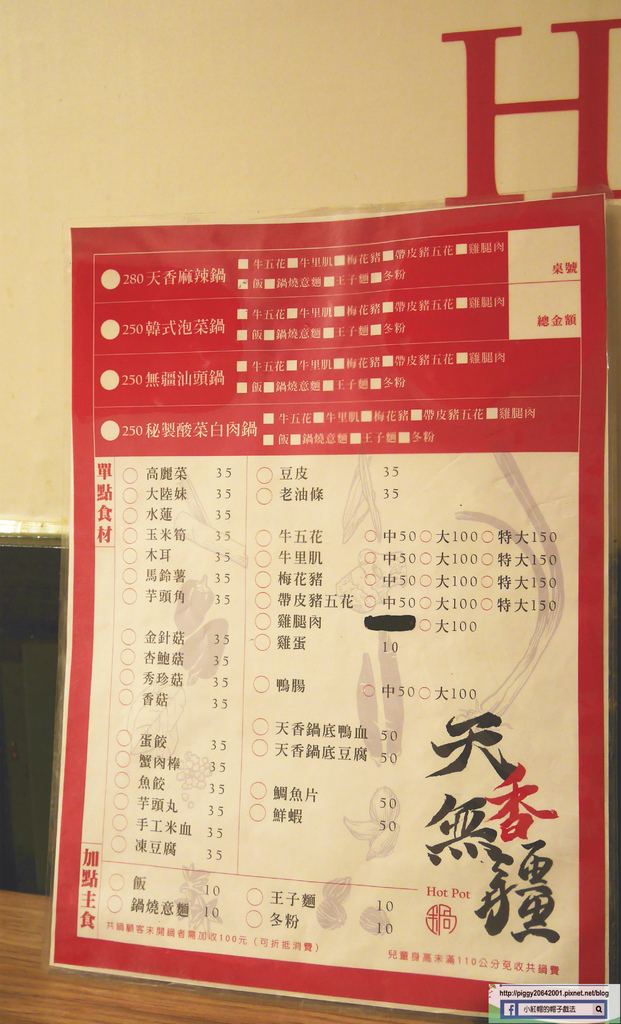 H
桌號
總金額
280 天香麻辣鍋 牛五花 牛里肌 梅花豬 帶皮豬五花 雞腿肉
飯 鍋燒意麵 王子麵 冬粉
250 韓式泡菜鍋 牛五花 牛里肌 梅花豬 帶皮豬五花 雞腿肉
飯 鍋燒意麵 王子麵 冬粉
250 無疆汕頭鍋 牛五花 牛里肌 梅花豬 帶皮豬五花 雞腿肉
飯 鍋燒意麵 王子麵 冬粉
250 秘製酸菜白肉鍋 牛五花 牛里肌 梅花豬 帶皮豬五花 雞腿肉
飯 鍋燒意麵 王子麵 冬粉
單點食材
高麗菜 35
大陸妹 35
水蓮 35
玉米筍 35
木耳 35
馬鈴薯 35
芋頭角 35
金針菇 35
杏鮑菇 35
秀珍菇 35
香菇 35
蛋餃 35
蟹肉棒 35
魚餃 35
芋頭丸 35
手工米血 35
凍豆腐 35
豆皮 35
老油條 35
牛五花 中50 大100 特大150
牛里肌 中50 大100 特大150
梅花豬 中50 大100 特大150
帶皮豬五花 中50 大100 特大150
雞腿肉 大100
雞蛋 10
鴨腸 中50 大100
天香鍋底鴨血 50
天香鍋底豆腐 50
鯛魚片 50
鮮蝦 50
加點主食
飯 10
鍋燒意麵 10
王子麵 10
冬粉 10
天香無疆
Hot Pot
鍋
共鍋顧客未開鍋者需加收100元（可折抵消費）
兒童身高未滿110公分免收共鍋費
http://piggy20642001.pixnet.net/blog
f 小紅帽的帽子戲法